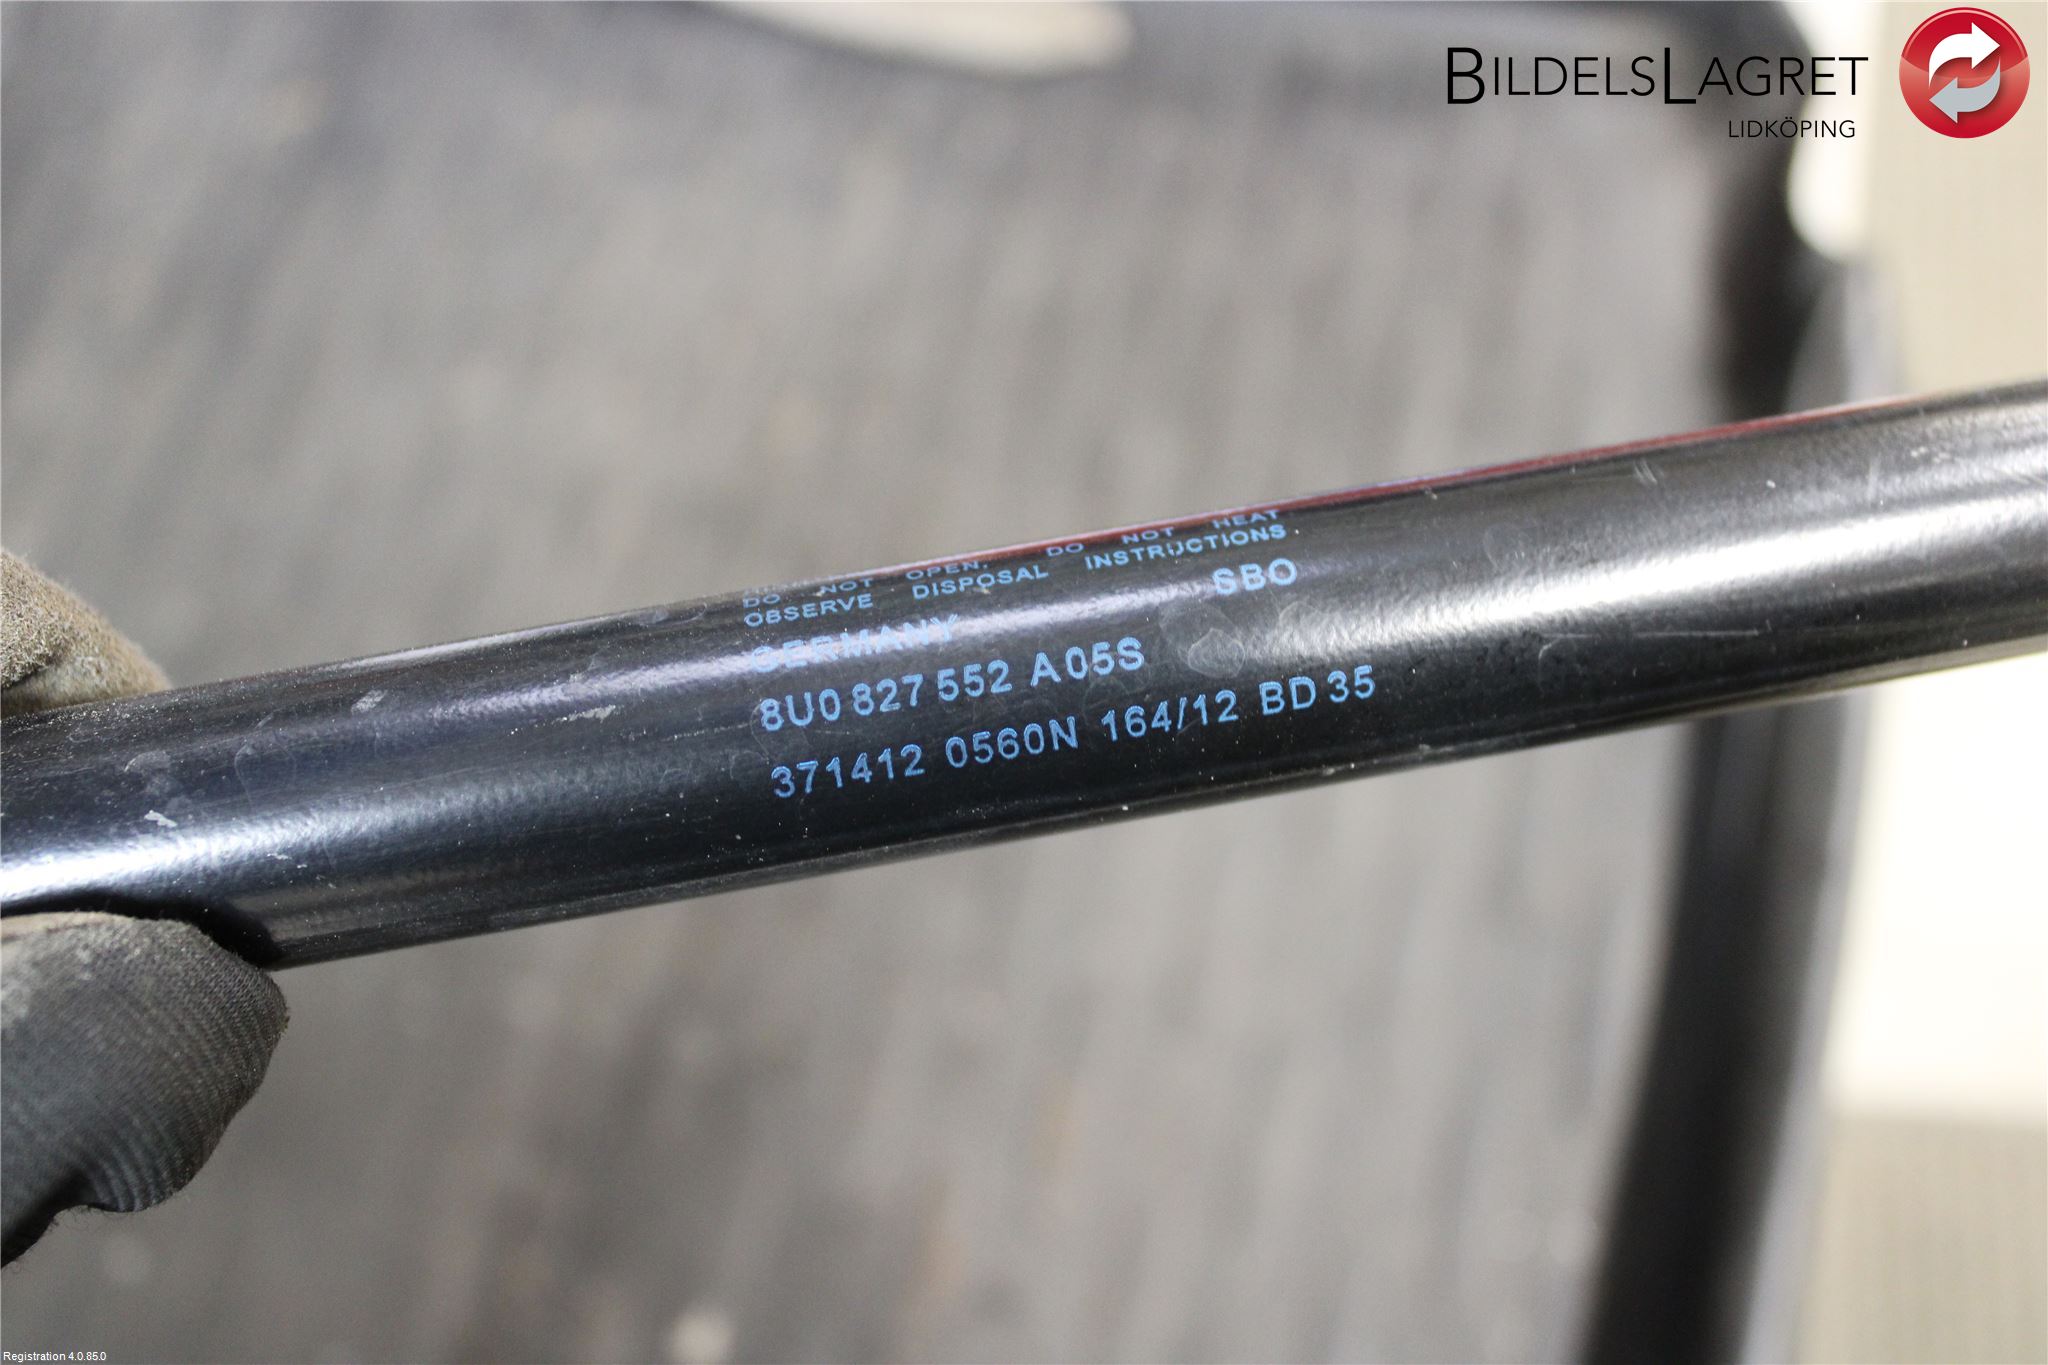 BILDELSLAGRET
LIDKÖPING
DO NOT OPEN. DO NOT HEAT
OBSERVE DISPOSAL INSTRUCTIONS
GERMANY SBO
8U0 827 552 A 05S
371412 0560N 164/12 BD 35
Registration 4.0.85.0